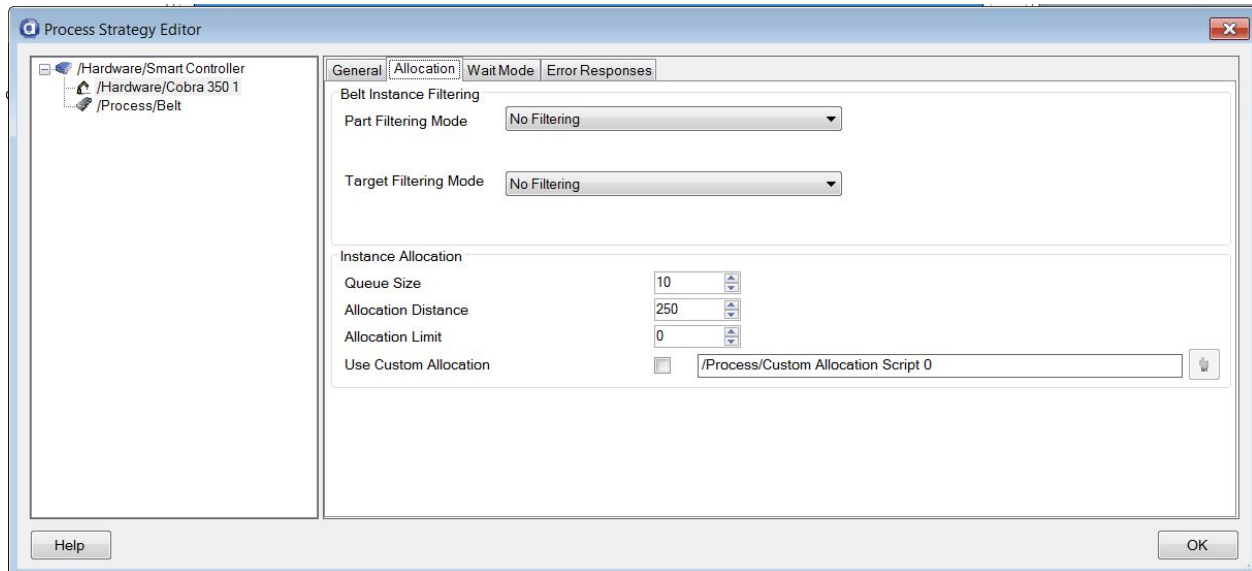 Process Strategy Editor
/Hardware/Smart Controller
/Hardware/Cobra 350 1
/Process/Belt
General Allocation Wait Mode Error Responses
Belt Instance Filtering
Part Filtering Mode No Filtering
Target Filtering Mode No Filtering
Instance Allocation
Queue Size 10
Allocation Distance 250
Allocation Limit 0
Use Custom Allocation /Process/Custom Allocation Script 0
Help OK